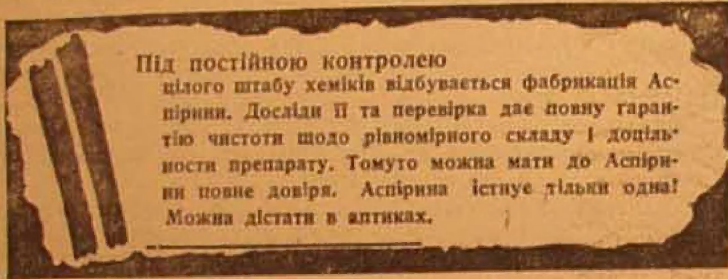 Під постійною контролею
цілого штабу хеміків відбувається фабрикація Ас-
пірини. Досліди її та перевірка дає повну гаран-
тію чистоти щодо рівномірного складу і доціль-
ности препарату. Томуто можна мати до Аспіри-
ни повне довіря. Аспірина істнує тільки одна!
Можна дістати в аптиках.